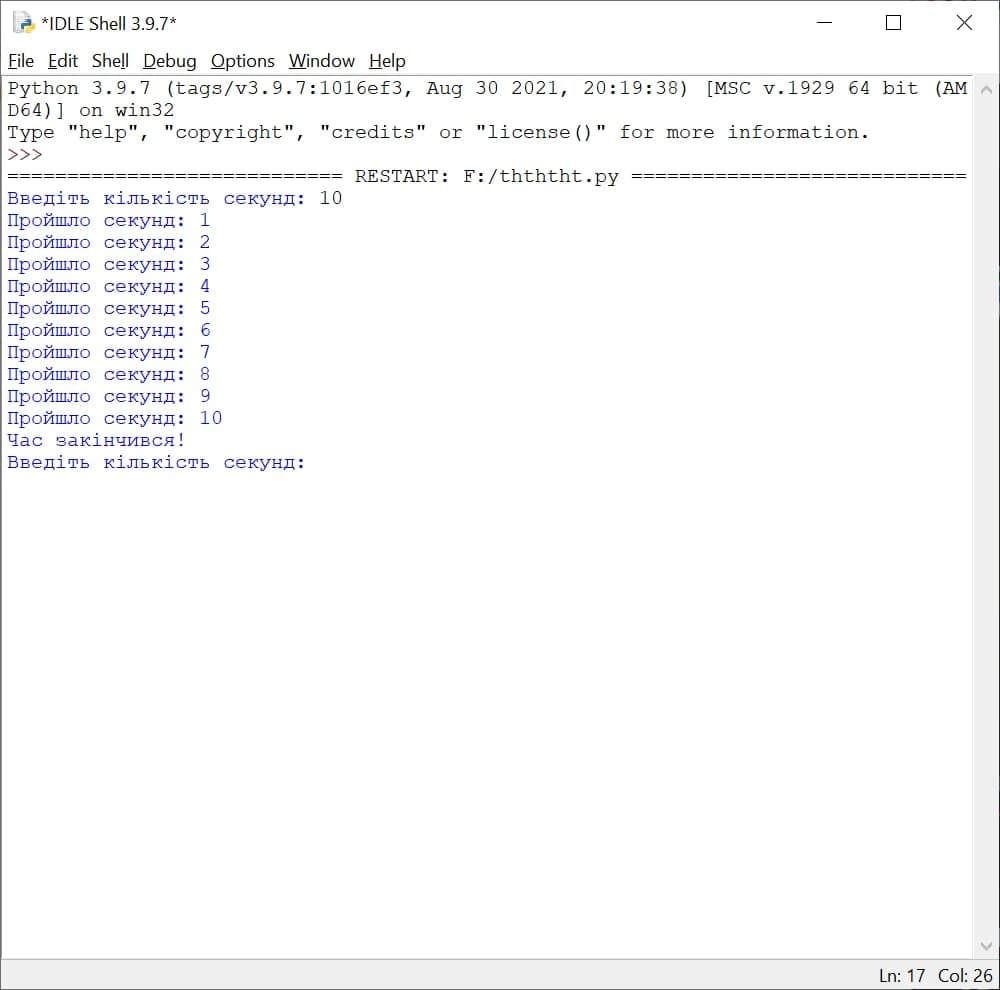 *IDLE Shell 3.9.7*
File Edit Shell Debug Options Window Help
Python 3.9.7 (tags/v3.9.7:1016ef3, Aug 30 2021, 20:19:38) [MSC v.1929 64 bit (AM
D64)] on win32
Type "help", "copyright", "credits" or "license()" for more information.
>>>
============================ RESTART: F:/thththt.py ============================
Введіть кількість секунд: 10
Пройшло секунд: 1
Пройшло секунд: 2
Пройшло секунд: 3
Пройшло секунд: 4
Пройшло секунд: 5
Пройшло секунд: 6
Пройшло секунд: 7
Пройшло секунд: 8
Пройшло секунд: 9
Пройшло секунд: 10
Час закінчився!
Введіть кількість секунд:
Ln: 17 Col: 26